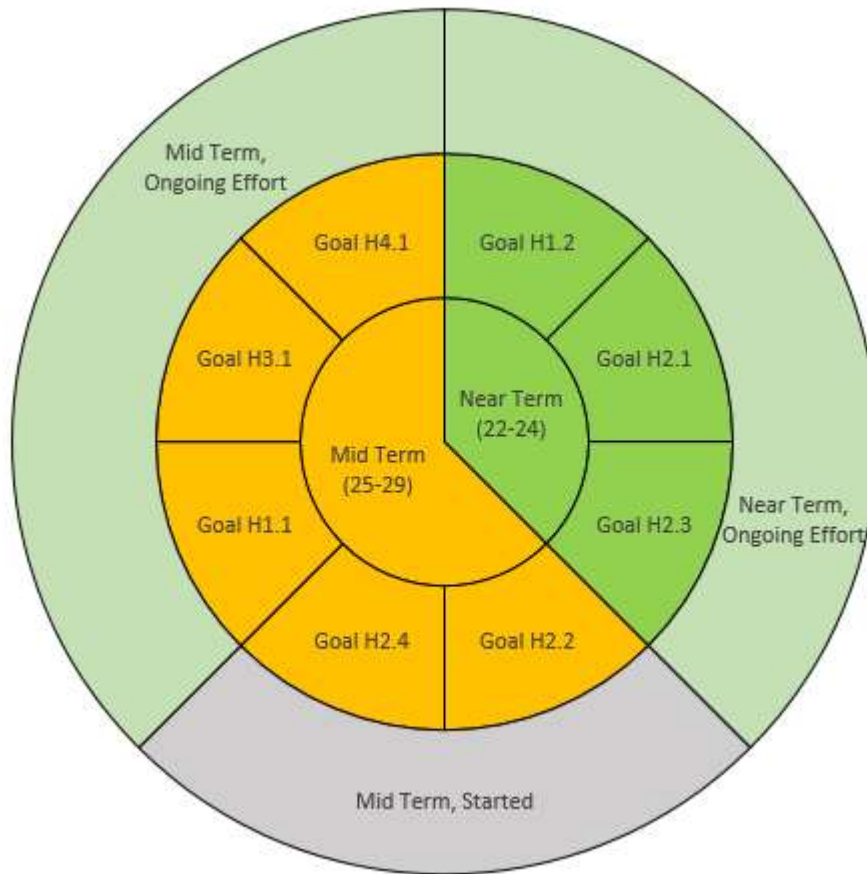 Mid Term,
Ongoing Effort
Goal H4.1
Goal H1.2
Goal H3.1
Goal H2.1
Near Term
(22-24)
Mid Term
(25-29)
Near Term,
Ongoing Effort
Goal H1.1
Goal H2.3
Goal H2.4
Goal H2.2
Mid Term, Started